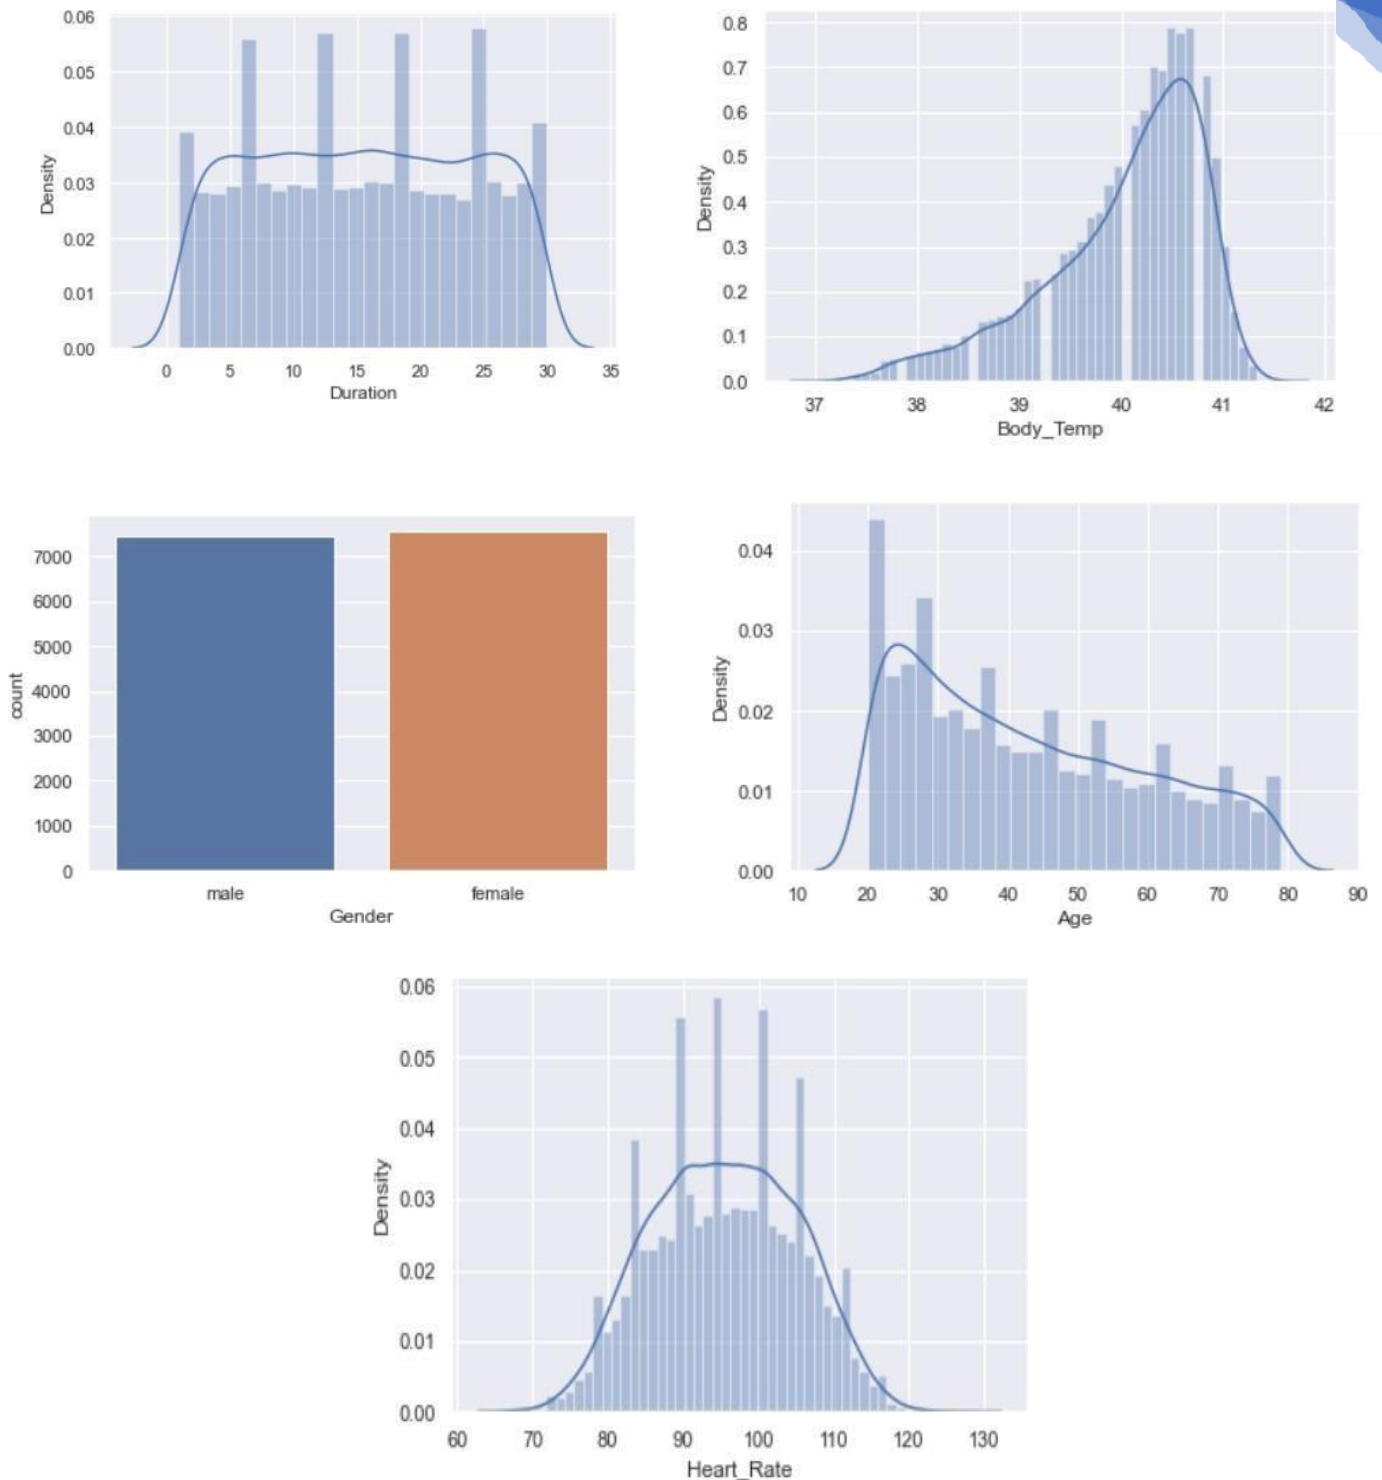 0.06
0.05
0.04
0.03
0.02
0.01
0.00
Density
0 5 10 15 20 25 30 35
Duration
0.8
0.7
0.6
0.5
0.4
0.3
0.2
0.1
0.0
Density
37 38 39 40 41 42
Body_Temp
7000
6000
5000
4000
3000
2000
1000
0
count
male female
Gender
0.04
0.03
0.02
0.01
0.00
Density
10 20 30 40 50 60 70 80 90
Age
0.06
0.05
0.04
0.03
0.02
0.01
0.00
Density
60 70 80 90 100 110 120 130
Heart_Rate